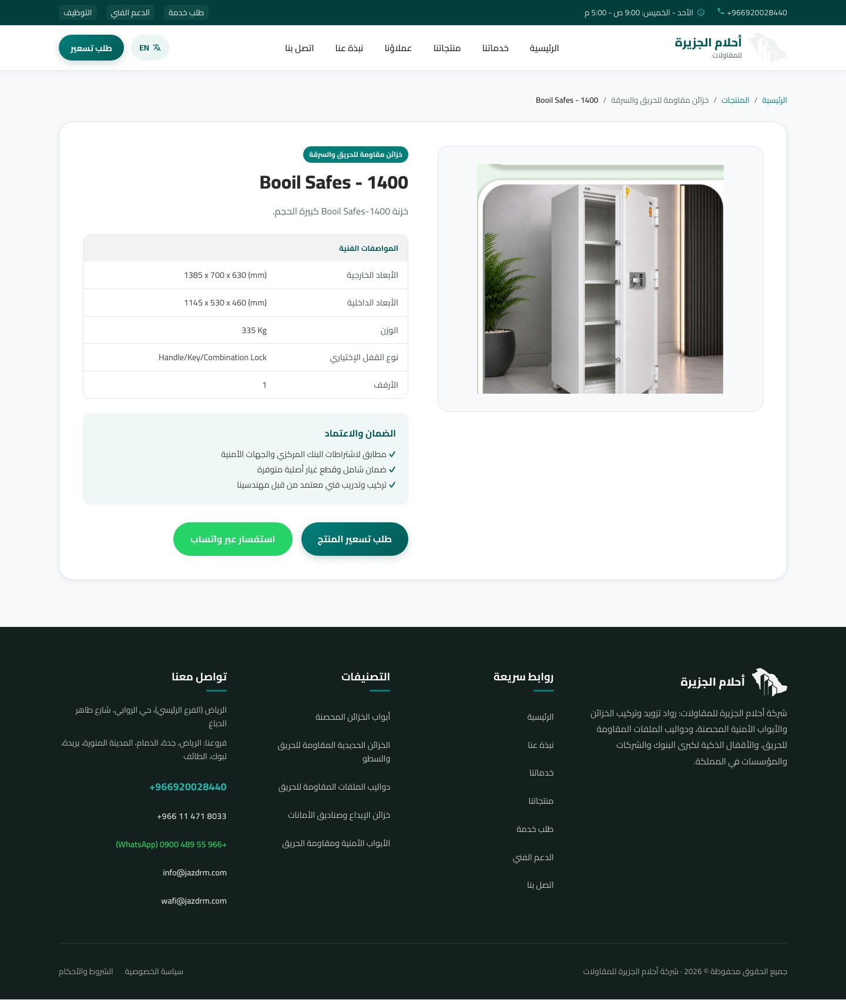 +966920028440
الأحد - الخميس: 9:00 ص - 5:00 م
طلب خدمة
الدعم الفني
التوظيف
أحلام الجزيرة
للمقاولات
الرئيسية
خدماتنا
منتجاتنا
عملاؤنا
نبذة عنا
اتصل بنا
EN
طلب تسعير
الرئيسية / المنتجات / خزائن مقاومة للحريق والسرقة / Booil Safes - 1400
خزائن مقاومة للحريق والسرقة
Booil Safes - 1400
خزنة Booil Safes-1400 كبيرة الحجم.
المواصفات الفنية
الأبعاد الخارجية 1385 x 700 x 630 (mm)
الأبعاد الداخلية 1145 x 530 x 460 (mm)
الوزن 335 Kg
نوع القفل الإختياري Handle/Key/Combination Lock
الأرفف 1
الضمان والاعتماد
✓ مطابق لاشتراطات البنك المركزي والجهات الأمنية
✓ ضمان شامل وقطع غيار أصلية متوفرة
✓ تركيب وتدريب فني معتمد من قبل مهندسينا
طلب تسعير المنتج
استفسار عبر واتساب
أحلام الجزيرة
شركة أحلام الجزيرة للمقاولات: رواد تزويد وتركيب الخزائن
والأبواب الأمنية المحصنة، ودواليب الملفات المقاومة
للحريق، والأقفال الذكية لكبرى البنوك والشركات
والمؤسسات في المملكة.
روابط سريعة
الرئيسية
نبذة عنا
خدماتنا
منتجاتنا
طلب خدمة
الدعم الفني
اتصل بنا
التصنيفات
أبواب الخزائن المحصنة
الخزائن الحديدية المقاومة للحريق
والسطو
دواليب الملفات المقاومة للحريق
خزائن الإيداع وصناديق الأمانات
الأبواب الأمنية ومقاومة الحريق
تواصل معنا
الرياض (الفرع الرئيسي)، حي الروابي، شارع طاهر
الدباغ
فروعنا: الرياض، جدة، الدمام، المدينة المنورة، بريدة،
تبوك، الطائف
+966920028440
+966 11 471 8033
+966 55 489 0900 (WhatsApp)
info@jazdrm.com
wafi@jazdrm.com
جميع الحقوق محفوظة © 2026 · شركة أحلام الجزيرة للمقاولات
سياسة الخصوصية
الشروط والأحكام